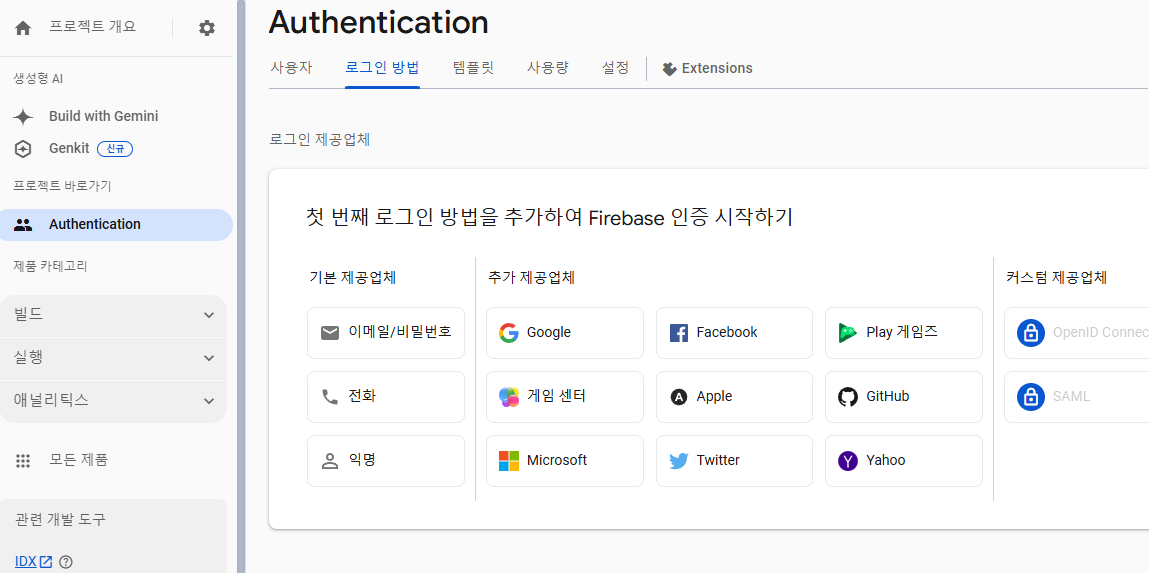 프로젝트 개요
생성형 AI
Build with Gemini
Genkit 신규
프로젝트 바로가기
Authentication
제품 카테고리
빌드
실행
애널리틱스
모든 제품
관련 개발 도구
IDX
Authentication
사용자 로그인 방법 템플릿 사용량 설정 Extensions
로그인 제공업체
첫 번째 로그인 방법을 추가하여 Firebase 인증 시작하기
기본 제공업체
이메일/비밀번호
전화
익명
추가 제공업체
Google Facebook Play 게임즈
게임 센터 Apple GitHub
Microsoft Twitter Yahoo
커스텀 제공업체
OpenID Connec
SAML